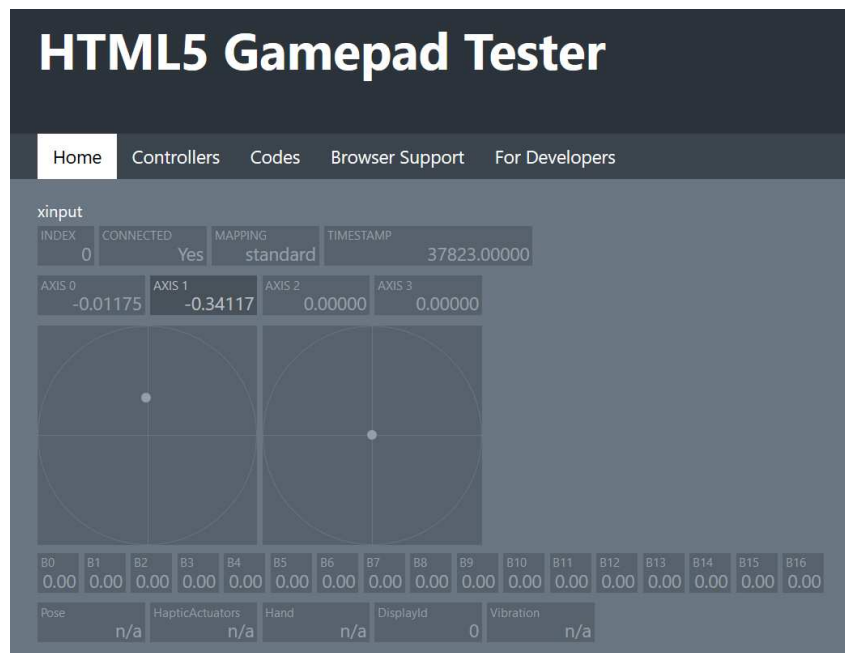 HTML5 Gamepad Tester
Home Controllers Codes Browser Support For Developers
xinput
INDEX CONNECTED MAPPING TIMESTAMP
0 Yes standard 37823.00000
AXIS 0 AXIS 1 AXIS 2 AXIS 3
-0.01175 -0.34117 0.00000 0.00000
B0 B1 B2 B3 B4 B5 B6 B7 B8 B9 B10 B11 B12 B13 B14 B15 B16
0.00 0.00 0.00 0.00 0.00 0.00 0.00 0.00 0.00 0.00 0.00 0.00 0.00 0.00 0.00 0.00 0.00
Pose HapticActuators Hand DisplayId Vibration
n/a n/a n/a 0 n/a